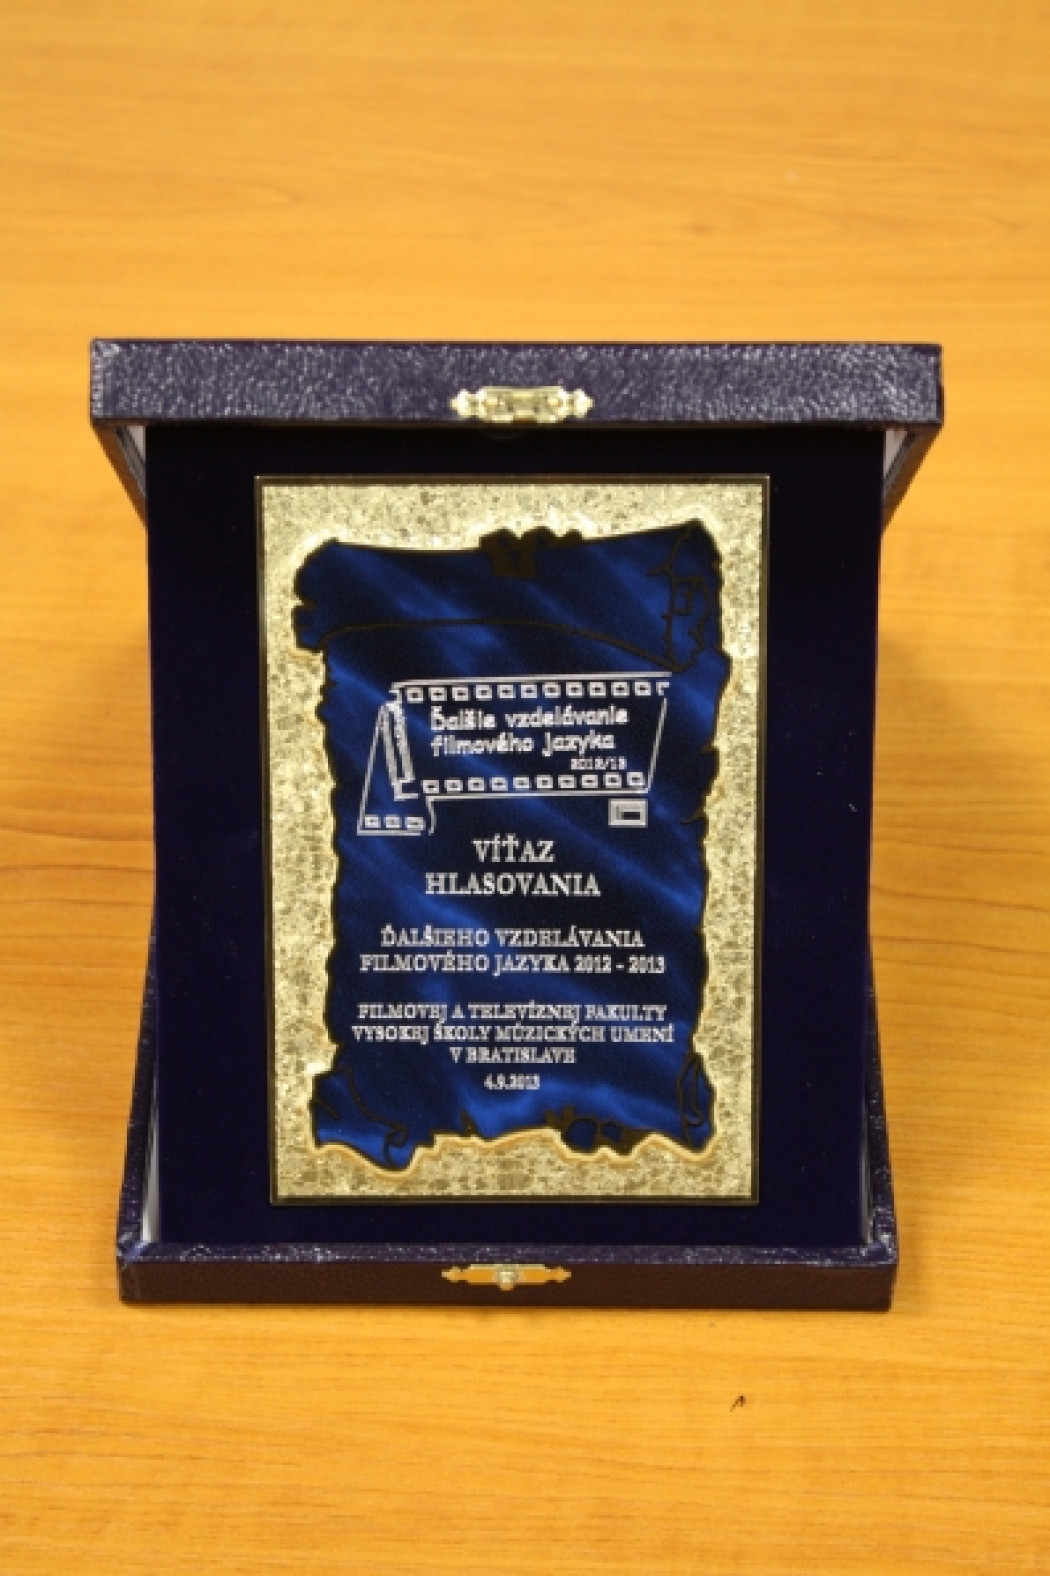 Ďalšie vzdelávanie
filmového jazyka
2012/13
VÍŤAZ
HLASOVANIA
ĎALŠIEHO VZDELÁVANIA
FILMOVÉHO JAZYKA 2012 - 2013
FILMOVEJ A TELEVÍZNEJ FAKULTY
VYSOKEJ ŠKOLY MÚZICKÝCH UMENÍ
V BRATISLAVE
4.9.2013